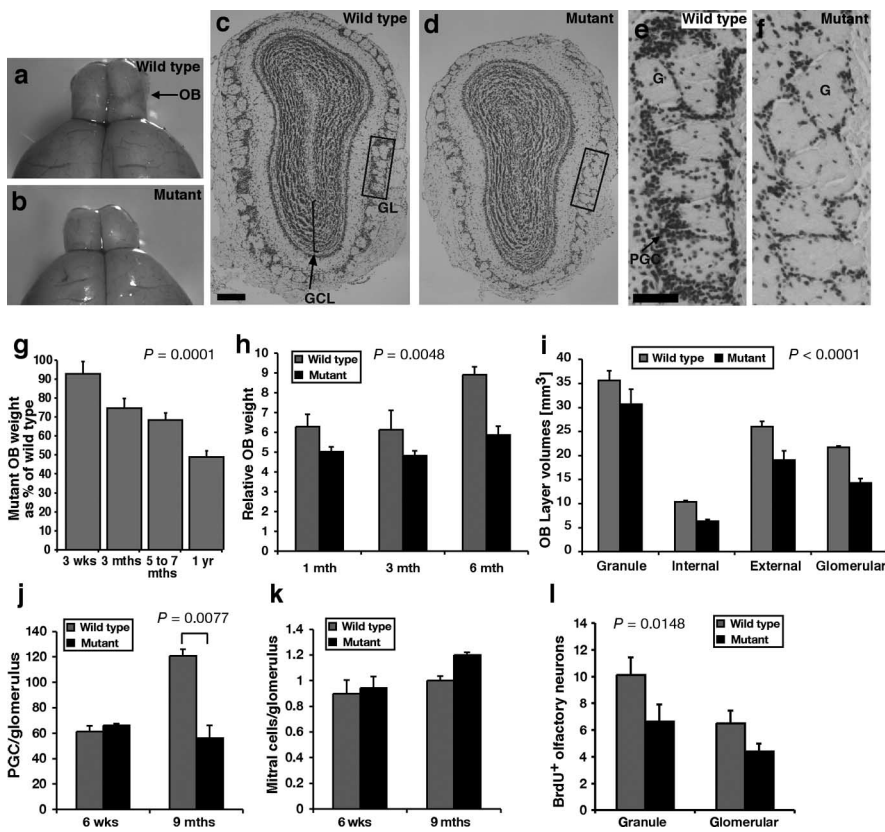 a
Wild type
OB
b
Mutant
c
Wild type
GL
GCL
d
Mutant
e
Wild type
G
PGC
f
Mutant
G
g
P = 0.0001
Mutant OB weight
as % of wild type
100
90
80
70
60
50
40
30
20
10
0
3 wks
3 mths
5 to 7
mths
1 yr
h
Wild type
Mutant
P = 0.0048
Relative OB weight
10
9
8
7
6
5
4
3
2
1
0
1 mth
3 mth
6 mth
i
Wild type
Mutant
P < 0.0001
OB Layer volumes [mm³]
40
35
30
25
20
15
10
5
0
Granule
Internal
External
Glomerular
j
P = 0.0077
Wild type
Mutant
PGC/glomerulus
140
120
100
80
60
40
20
0
6 wks
9 mths
k
Wild type
Mutant
Mitral cells/glomerulus
1.4
1.2
1
0.8
0.6
0.4
0.2
0
6 wks
9 mths
l
P = 0.0148
Wild type
Mutant
BrdU⁺ olfactory neurons
14
12
10
8
6
4
2
0
Granule
Glomerular